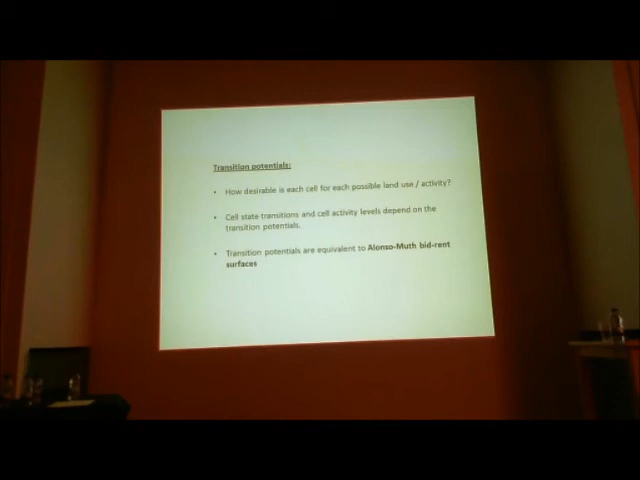 Transition potentials:
• How desirable is each cell for each possible land use / activity?
• Cell state transitions and cell activity levels depend on the
transition potentials.
• Transition potentials are equivalent to Alonso-Muth bid-rent
surfaces